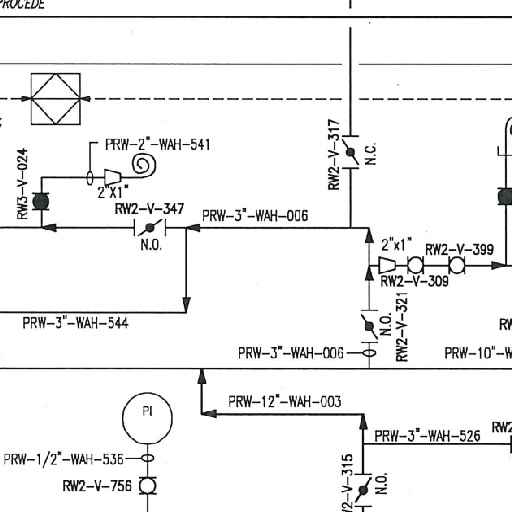 PROCÉDÉ
RW2-V-317
N.C.
PRW-2"-WAH-541
RW3-V-024
2"x1"
RW2-V-347
N.O.
PRW-3"-WAH-006
2"x1"
RW2-V-399
RW2-V-309
RW2-V-321
N.O.
PRW-3"-WAH-544
PRW-3"-WAH-006
RW
PRW-10"-W
PI
PRW-12"-WAH-003
PRW-3"-WAH-526
RW2
PRW-1/2"-WAH-536
RW2-V-756
W2-V-315
N.O.